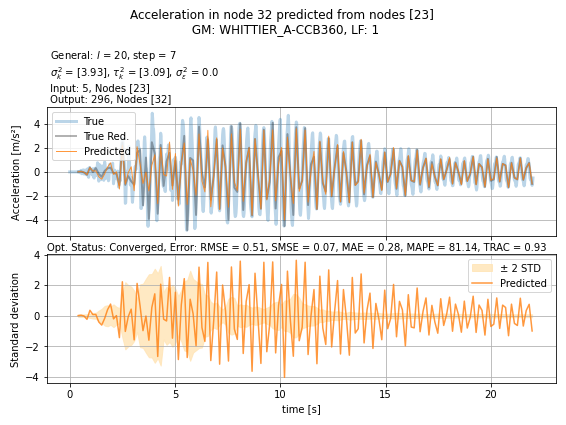 Acceleration in node 32 predicted from nodes [23]
GM: WHITTIER_A-CCB360, LF: 1
General: l = 20, step = 7
σ²ₖ = [3.93], τ²ₖ = [3.09], σ²ε = 0.0
Input: 5, Nodes [23]
Output: 296, Nodes [32]
True
True Red.
Predicted
Acceleration [m/s²]
4
2
0
−2
−4
Opt. Status: Converged, Error: RMSE = 0.51, SMSE = 0.07, MAE = 0.28, MAPE = 81.14, TRAC = 0.93
± 2 STD
Predicted
Standard deviation
4
2
0
−2
−4
0 5 10 15 20
time [s]